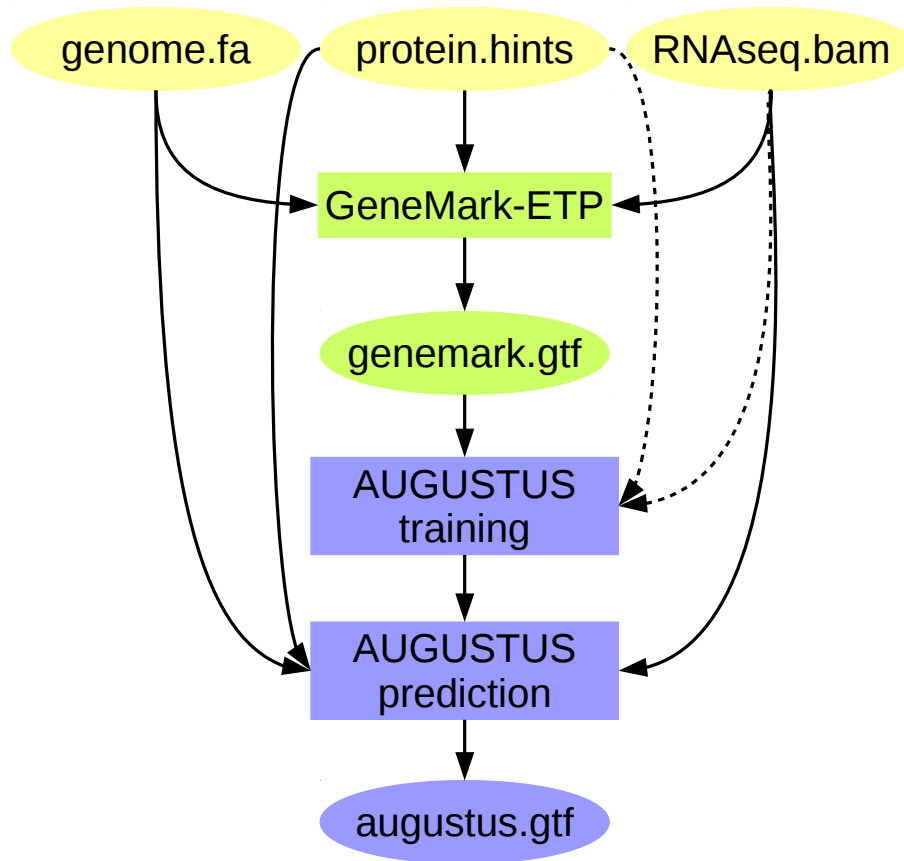 genome.fa
protein.hints
RNAseq.bam
GeneMark-ETP
genemark.gtf
AUGUSTUS
training
AUGUSTUS
prediction
augustus.gtf